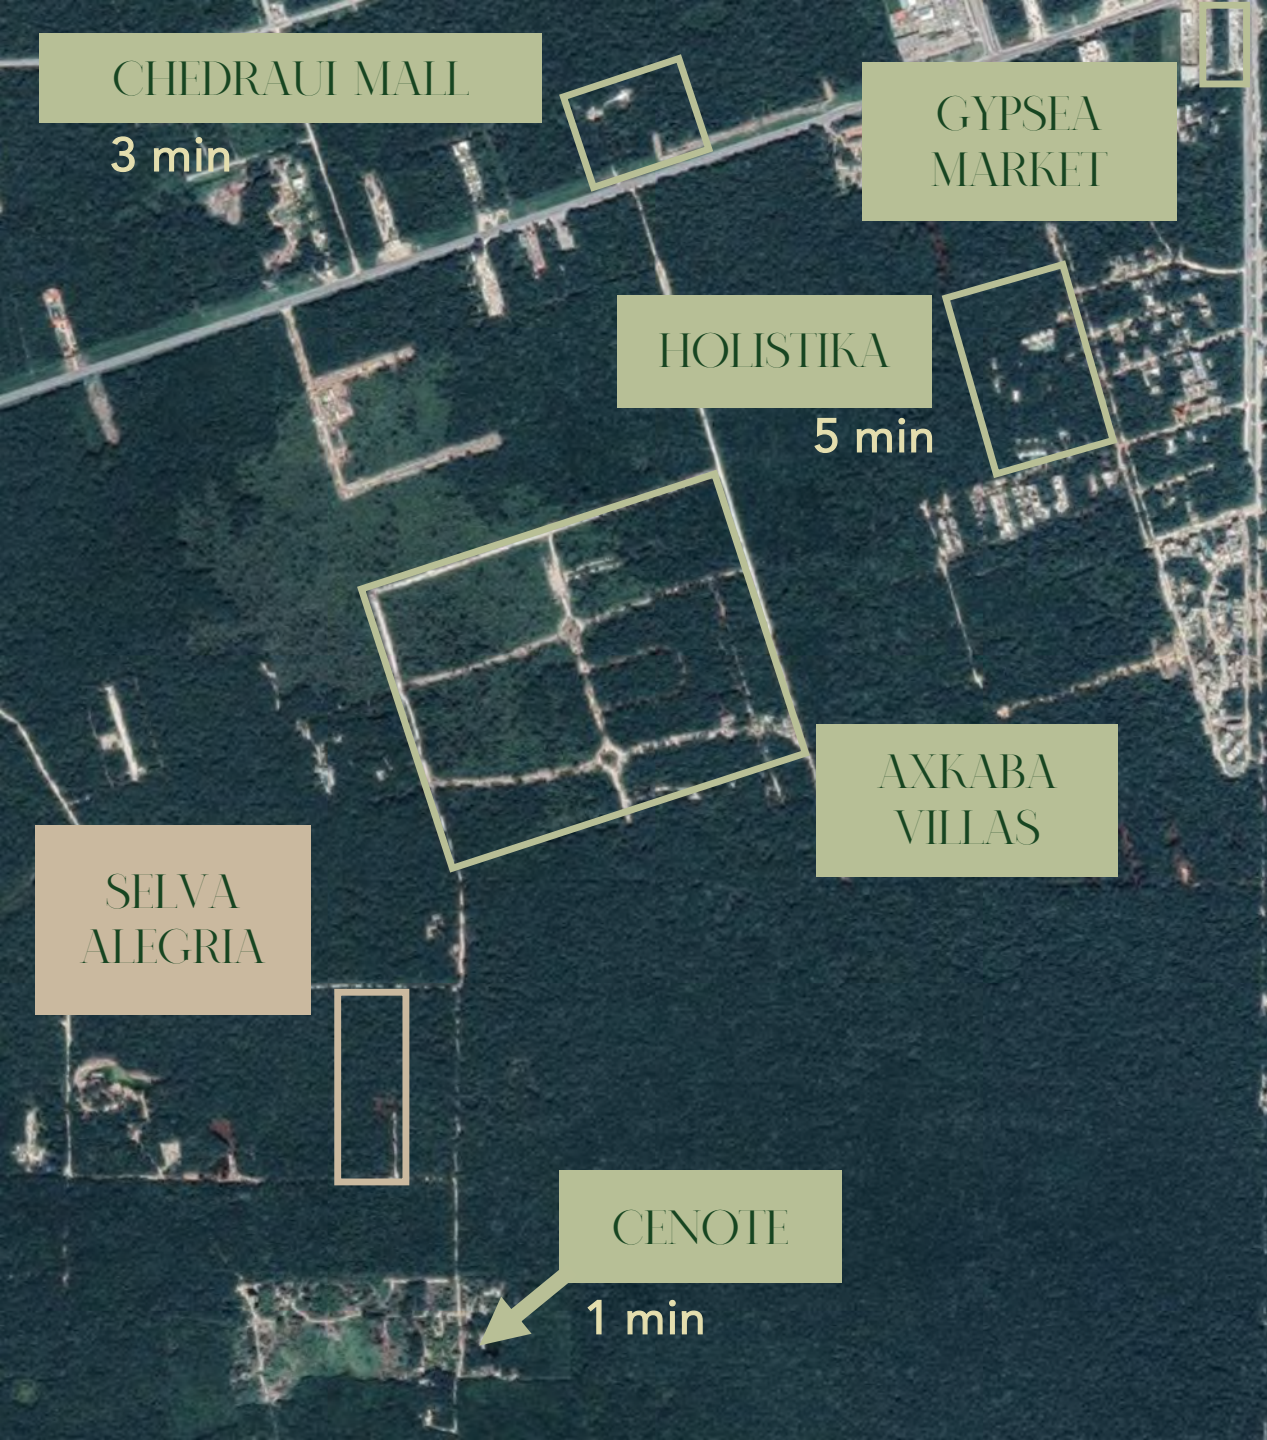 CHEDRAUI MALL
3 min
GYPSEA
MARKET
HOLISTIKA
5 min
AXKABA
VILLAS
SELVA
ALEGRIA
CENOTE
1 min